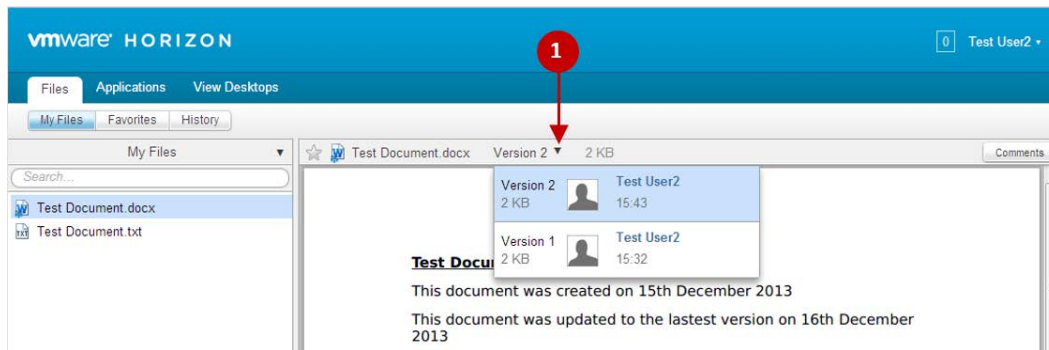 vmware® HORIZON
0 Test User2
1
Files Applications View Desktops
My Files Favorites History
My Files
Test Document.docx Version 2 2 KB
Comments
Search...
Test Document.docx
Test Document.txt
Version 2 Test User2
2 KB 15:43
Version 1 Test User2
2 KB 15:32
Test Docu
This document was created on 15th December 2013
This document was updated to the lastest version on 16th December
2013